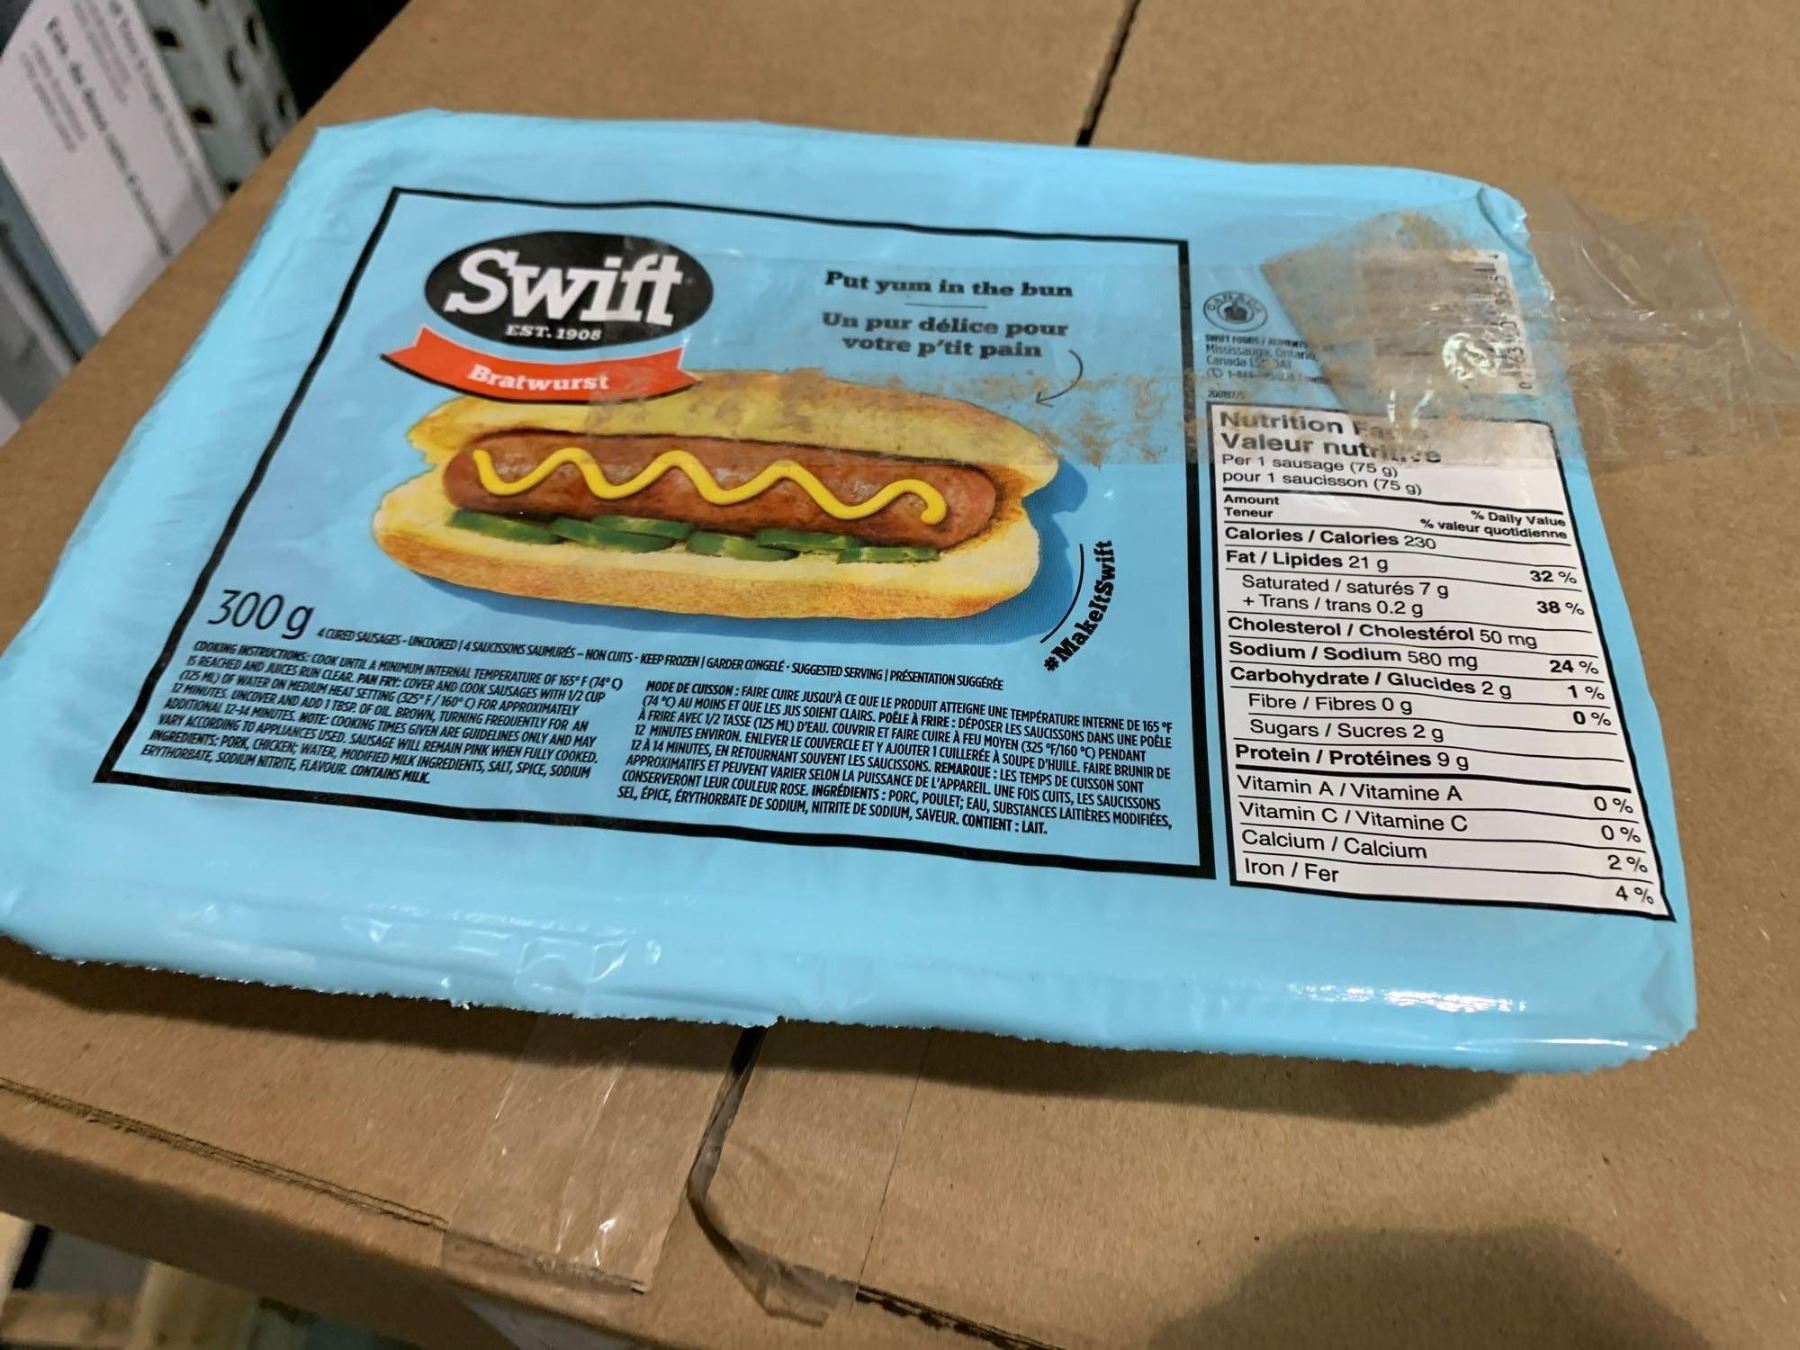 Swift
EST. 1908
Bratwurst
Put yum in the bun
Un pur délice pour
votre p'tit pain
#MakeItSwift
300 g
4 CURED SAUSAGES - UNCOOKED | 4 SAUCISSONS SAUMURÉS – NON CUITS - KEEP FROZEN | GARDER CONGELÉ - SUGGESTED SERVING | PRÉSENTATION SUGGÉRÉE
COOKING INSTRUCTIONS: COOK UNTIL A MINIMUM INTERNAL TEMPERATURE OF 165° F (74° C)
IS REACHED AND JUICES RUN CLEAR. PAN FRY: COVER AND COOK SAUSAGES WITH 1/2 CUP
(125 ML) OF WATER ON MEDIUM HEAT SETTING (325° F / 160° C) FOR APPROXIMATELY
12 MINUTES. UNCOVER AND ADD 1 TBSP. OF OIL. BROWN, TURNING FREQUENTLY FOR AN
ADDITIONAL 12-14 MINUTES. NOTE: COOKING TIMES GIVEN ARE GUIDELINES ONLY AND MAY
VARY ACCORDING TO APPLIANCES USED. SAUSAGE WILL REMAIN PINK WHEN FULLY COOKED.
INGREDIENTS: PORK, CHICKEN; WATER, MODIFIED MILK INGREDIENTS, SALT, SPICE, SODIUM
ERYTHORBATE, SODIUM NITRITE, FLAVOUR. CONTAINS MILK.
MODE DE CUISSON : FAIRE CUIRE JUSQU'À CE QUE LE PRODUIT ATTEIGNE UNE TEMPÉRATURE INTERNE DE 165 °F
(74 °C) AU MOINS ET QUE LES JUS SOIENT CLAIRS. POÊLE À FRIRE : DÉPOSER LES SAUCISSONS DANS UNE POÊLE
À FRIRE AVEC 1/2 TASSE (125 ML) D'EAU. COUVRIR ET FAIRE CUIRE À FEU MOYEN (325 °F/160 °C) PENDANT
12 MINUTES ENVIRON. ENLEVER LE COUVERCLE ET Y AJOUTER 1 CUILLERÉE À SOUPE D'HUILE. FAIRE BRUNIR DE
12 À 14 MINUTES, EN RETOURNANT SOUVENT LES SAUCISSONS. REMARQUE : LES TEMPS DE CUISSON SONT
APPROXIMATIFS ET PEUVENT VARIER SELON LA PUISSANCE DE L'APPAREIL. UNE FOIS CUITS, LES SAUCISSONS
CONSERVERONT LEUR COULEUR ROSE. INGRÉDIENTS : PORC, POULET; EAU, SUBSTANCES LAITIÈRES MODIFIÉES,
SEL, ÉPICE, ÉRYTHORBATE DE SODIUM, NITRITE DE SODIUM, SAVEUR. CONTIENT : LAIT.
CANADA
SWIFT FOODS / ALIMENTS
Mississauga, Ontario,
Canada
Nutrition Facts
Valeur nutritive
Per 1 sausage (75 g)
pour 1 saucisson (75 g)
Amount % Daily Value
Teneur % valeur quotidienne
Calories / Calories 230
Fat / Lipides 21 g 32 %
Saturated / saturés 7 g 38 %
+ Trans / trans 0.2 g
Cholesterol / Cholestérol 50 mg
Sodium / Sodium 580 mg 24 %
Carbohydrate / Glucides 2 g 1 %
Fibre / Fibres 0 g 0 %
Sugars / Sucres 2 g
Protein / Protéines 9 g
Vitamin A / Vitamine A 0 %
Vitamin C / Vitamine C 0 %
Calcium / Calcium 2 %
Iron / Fer 4 %